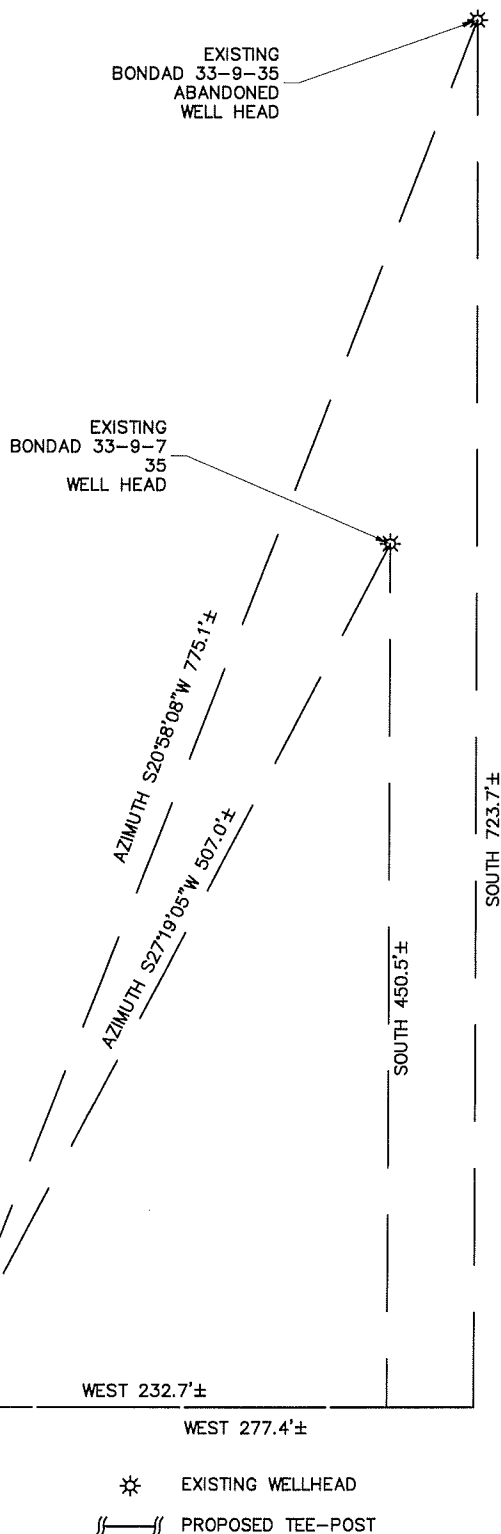 EXISTING
BONDAD 33-9-35
ABANDONED
WELL HEAD
EXISTING
BONDAD 33-9-7
35
WELL HEAD
AZIMUTH S20°58'08"W 775.1'±
AZIMUTH S27°19'05"W 507.0'±
SOUTH 450.5'±
SOUTH 723.7'±
WEST 232.7'±
WEST 277.4'±
EXISTING WELLHEAD
PROPOSED TEE-POST